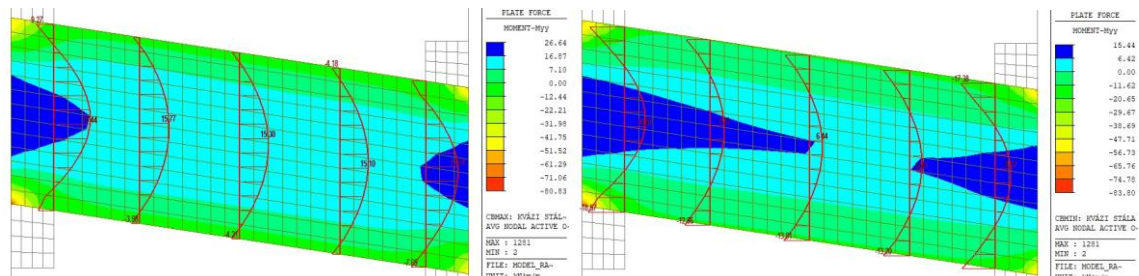 PLATE FORCE
MOMENT-Myy
26.64
16.87
7.10
0.00
-12.44
-22.21
-31.98
-41.75
-51.52
-61.29
-71.06
-80.83
CBMAX: KVÁZI STÁL~
AVG NODAL ACTIVE O~
MAX : 1281
MIN : 2
FILE: MODEL_RA~
-4.18
15.77
15.30
15.10
PLATE FORCE
MOMENT-Myy
15.44
6.42
0.00
-11.62
-20.65
-29.67
-38.69
-47.71
-56.73
-65.76
-74.78
-83.80
CBMIN: KVÁZI STÁLA
AVG NODAL ACTIVE O~
MAX : 1281
MIN : 2
FILE: MODEL_RA~
-17.38